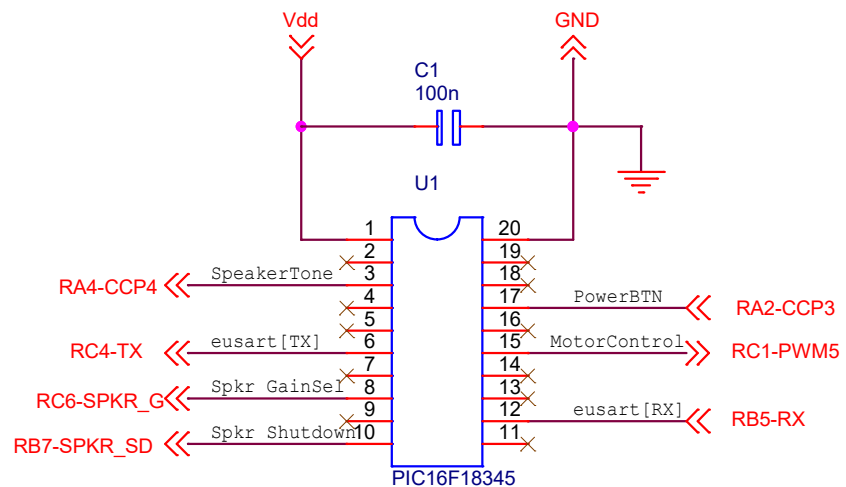 Vdd
GND
C1
100n
U1
1
20
2
19
RA4-CCP4
SpeakerTone
3
18
4
17
PowerBTN
RA2-CCP3
5
16
RC4-TX
eusart[TX]
6
15
MotorControl
RC1-PWM5
7
14
RC6-SPKR_G
Spkr GainSel
8
13
9
12
eusart[RX]
RB5-RX
RB7-SPKR_SD
Spkr Shutdown
10
11
PIC16F18345